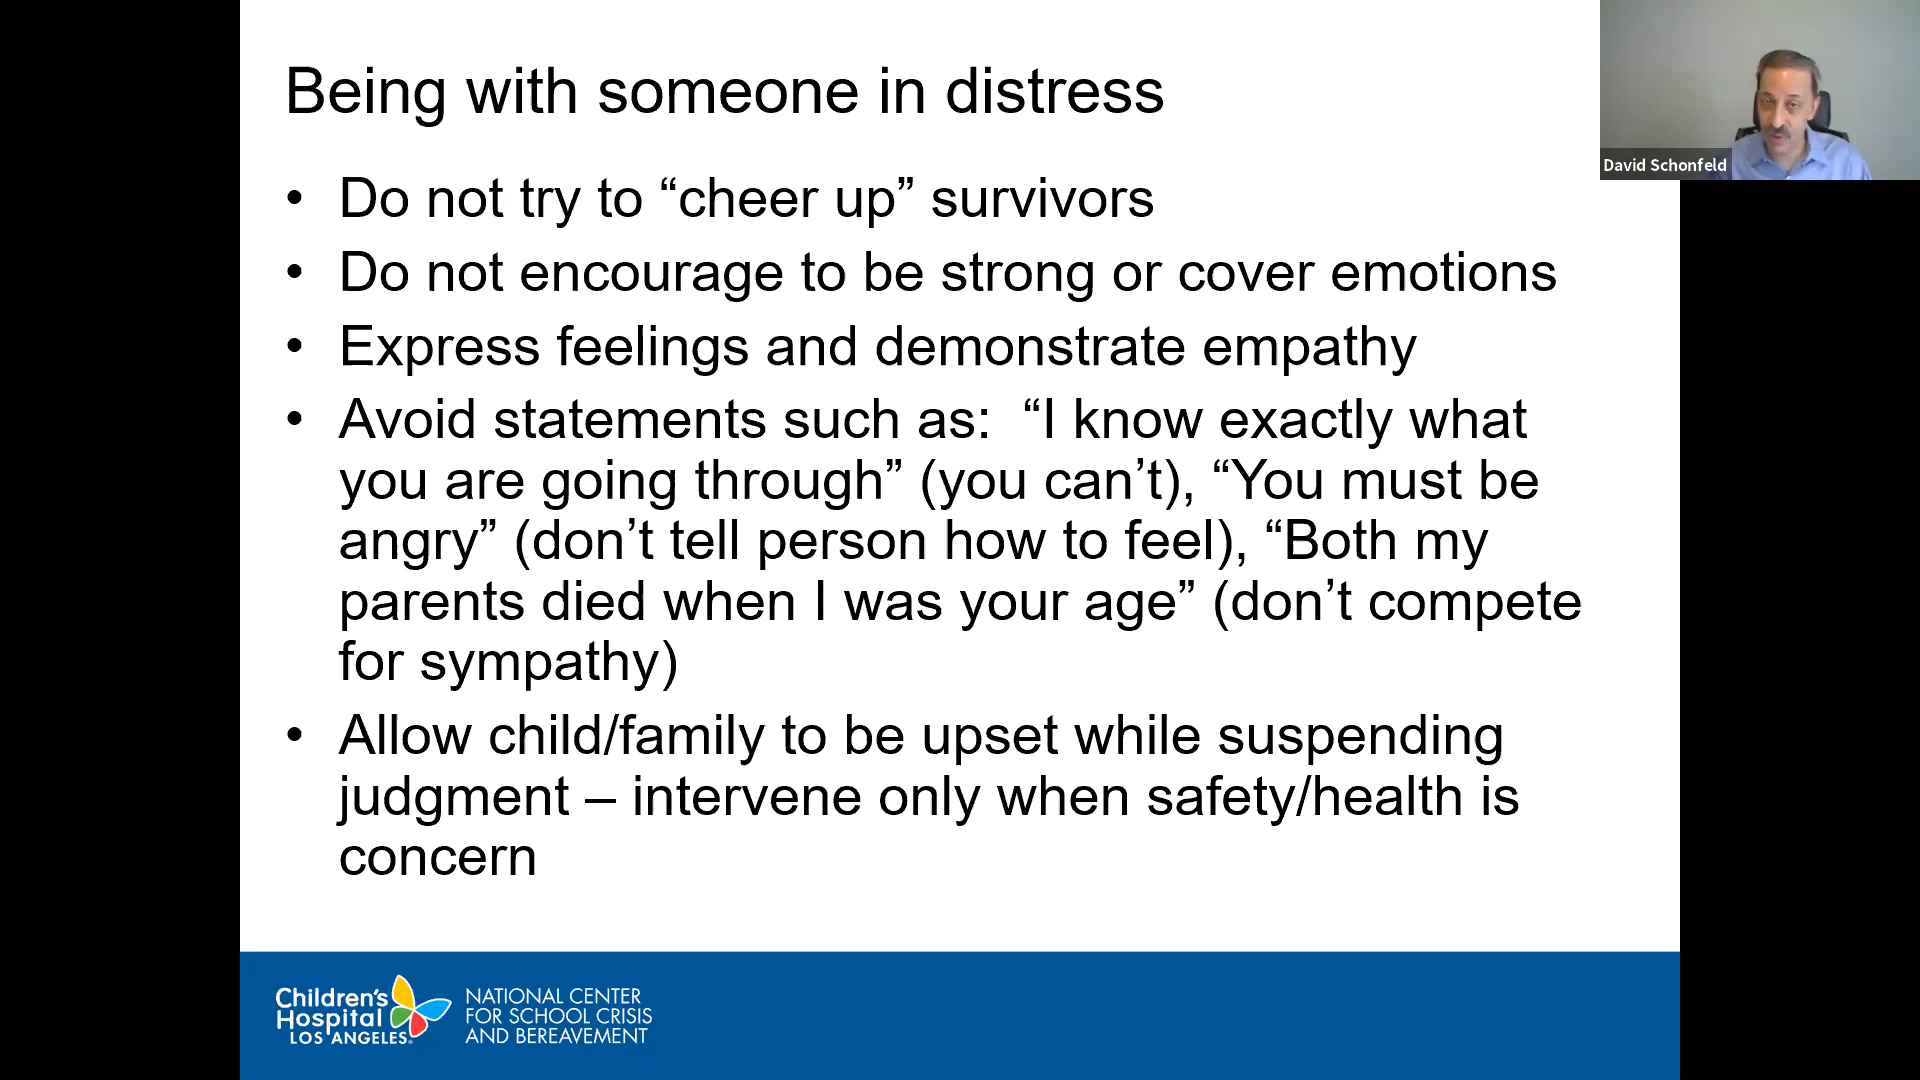 Being with someone in distress
David Schonfeld
• Do not try to “cheer up” survivors
• Do not encourage to be strong or cover emotions
• Express feelings and demonstrate empathy
• Avoid statements such as:  “I know exactly what
you are going through” (you can’t), “You must be
angry” (don’t tell person how to feel), “Both my
parents died when I was your age” (don’t compete
for sympathy)
• Allow child/family to be upset while suspending
judgment – intervene only when safety/health is
concern
Children's
Hospital
LOS ANGELES®
NATIONAL CENTER
FOR SCHOOL CRISIS
AND BEREAVEMENT